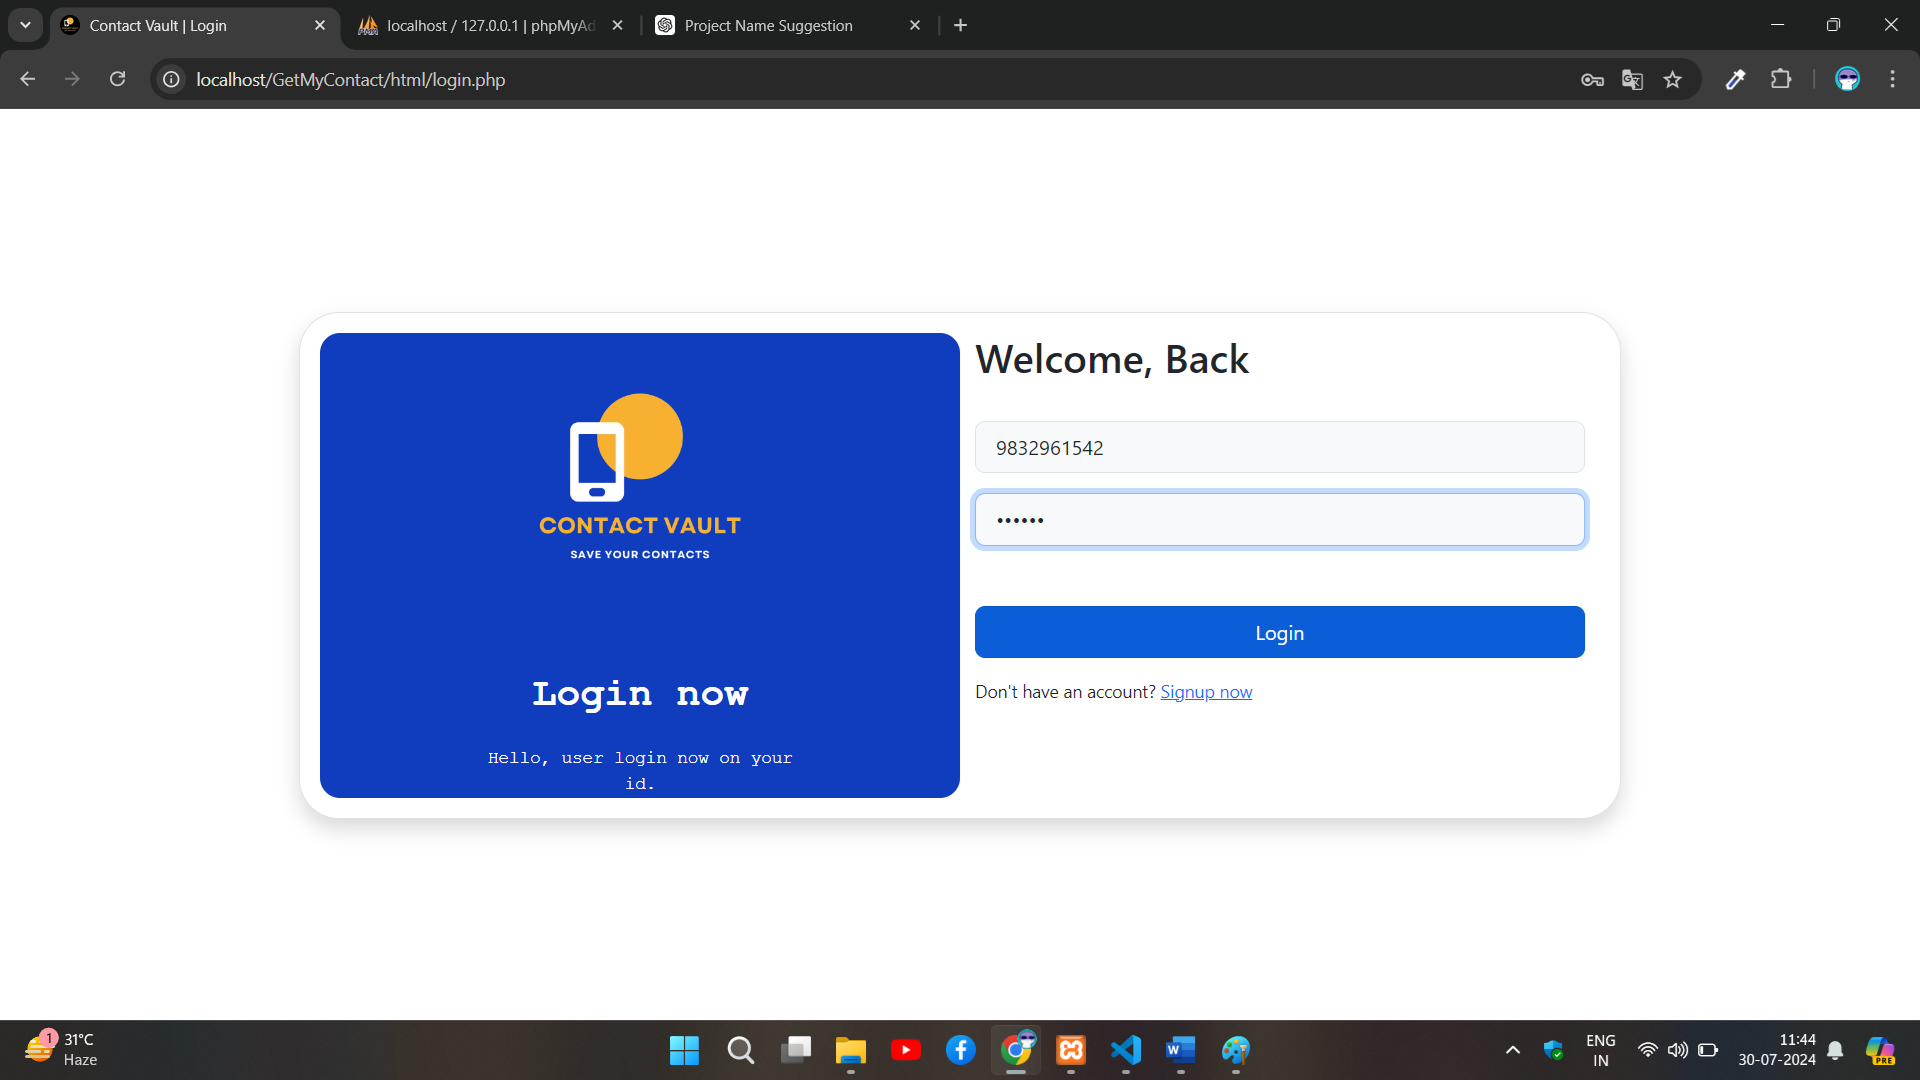 Contact Vault | Login
localhost / 127.0.0.1 | phpMyAd
Project Name Suggestion
localhost/GetMyContact/html/login.php
CONTACT VAULT
SAVE YOUR CONTACTS
Login now
Hello, user login now on your
id.
Welcome, Back
9832961542
••••••
Login
Don't have an account? Signup now
1
31°C
Haze
ENG
IN
11:44
30-07-2024
PRE